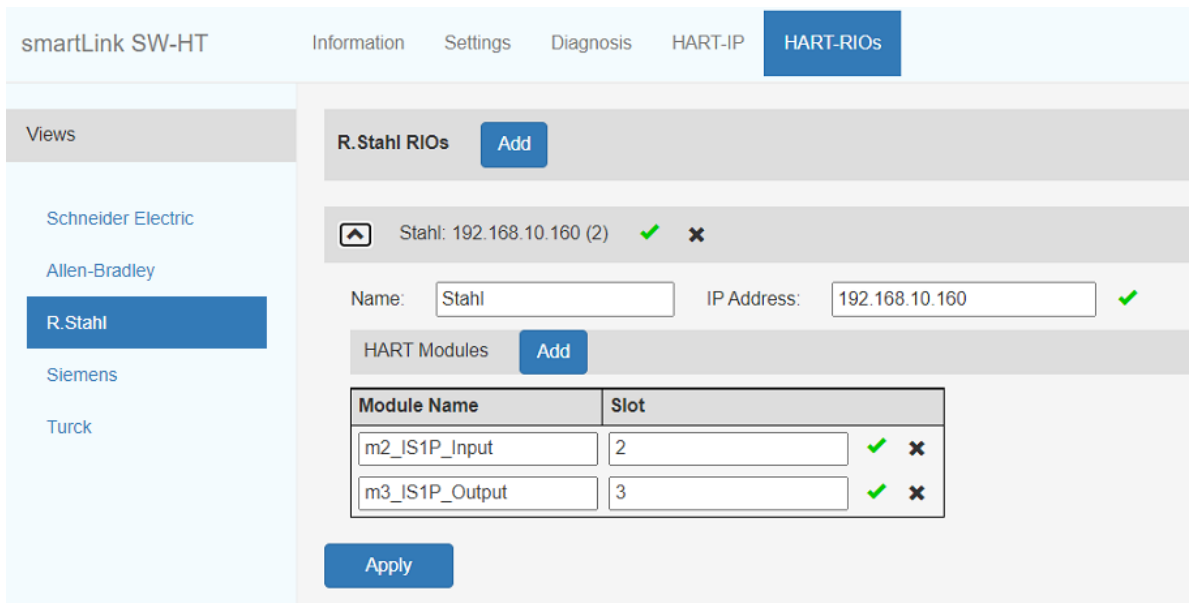 smartLink SW-HT Information Settings Diagnosis HART-IP HART-RIOs
Views
Schneider Electric
Allen-Bradley
R.Stahl
Siemens
Turck
R.Stahl RIOs Add
Stahl: 192.168.10.160 (2)
Name: Stahl IP Address: 192.168.10.160
HART Modules Add
Module Name Slot
m2_IS1P_Input 2
m3_IS1P_Output 3
Apply